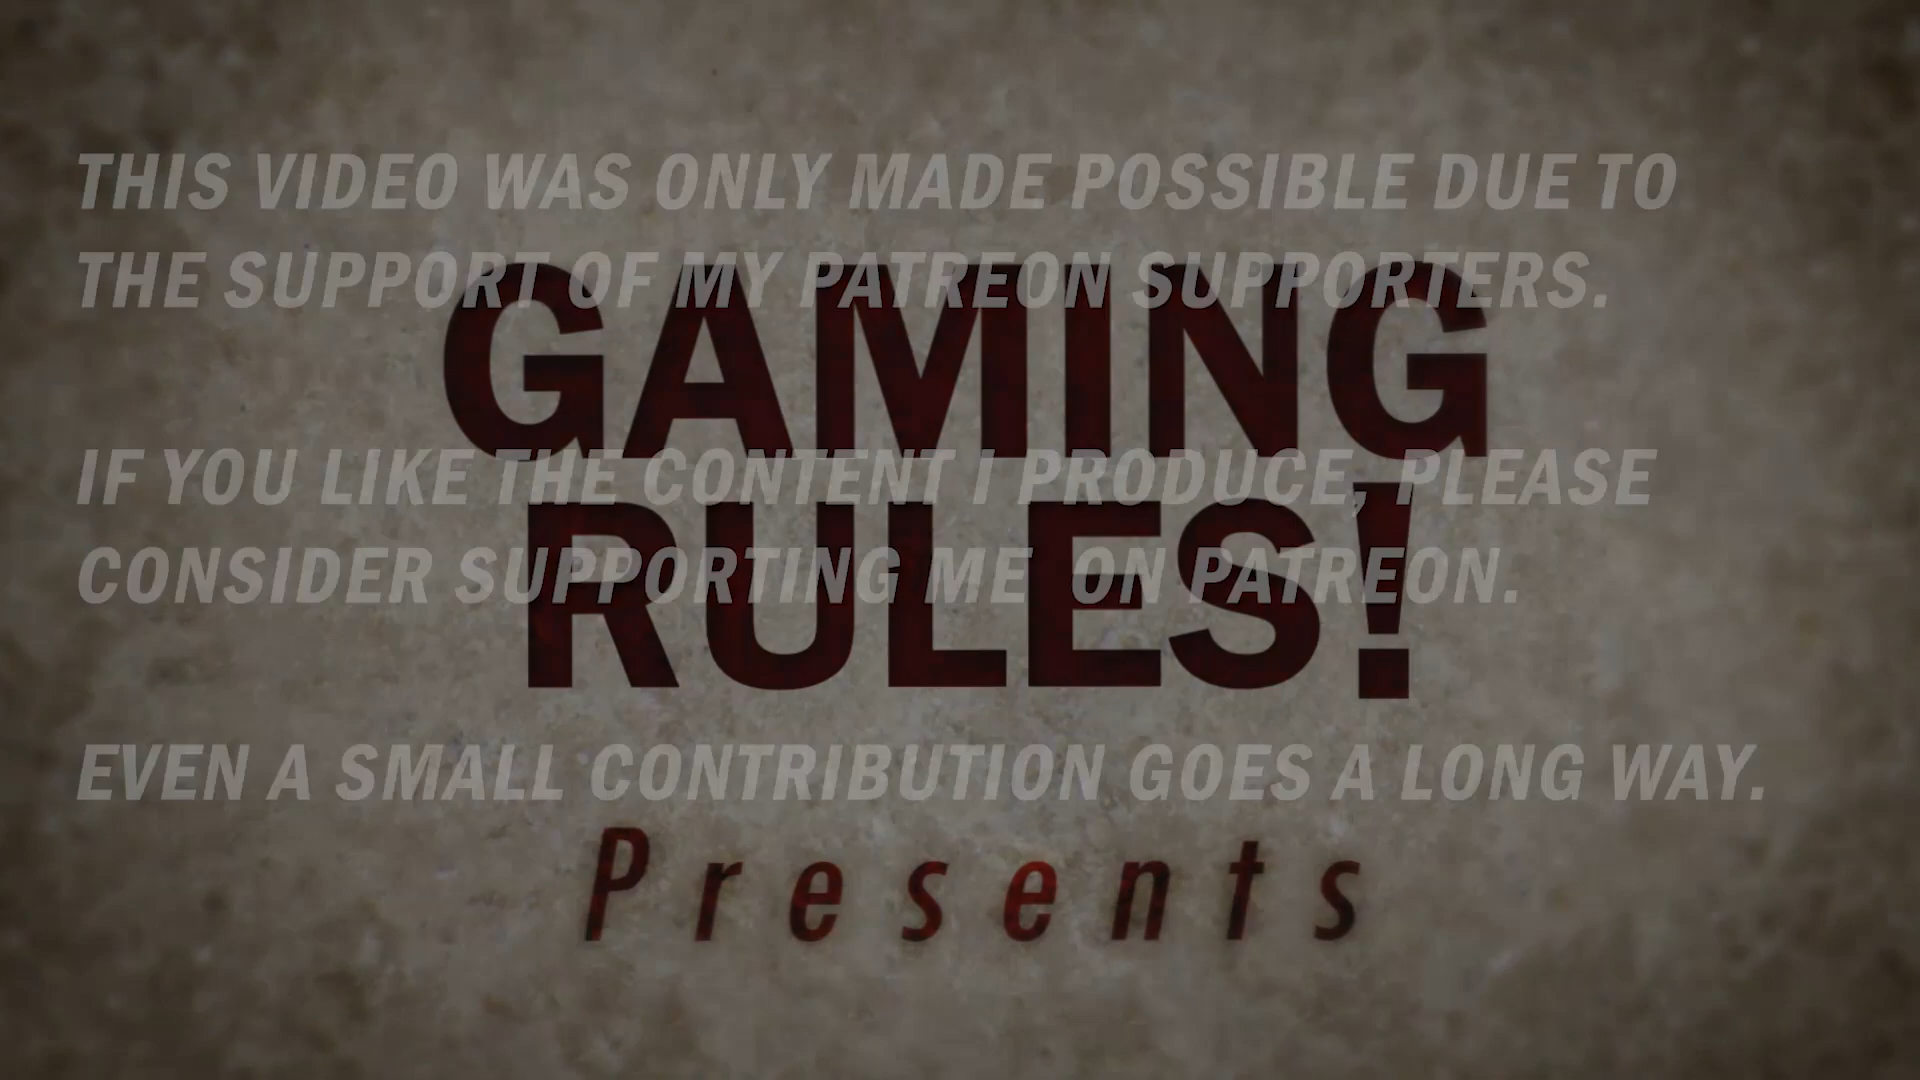 THIS VIDEO WAS ONLY MADE POSSIBLE DUE TO
THE SUPPORT OF MY PATREON SUPPORTERS.
GAMING
IF YOU LIKE THE CONTENT I PRODUCE, PLEASE
RULES!
CONSIDER SUPPORTING ME ON PATREON.
EVEN A SMALL CONTRIBUTION GOES A LONG WAY.
Presents